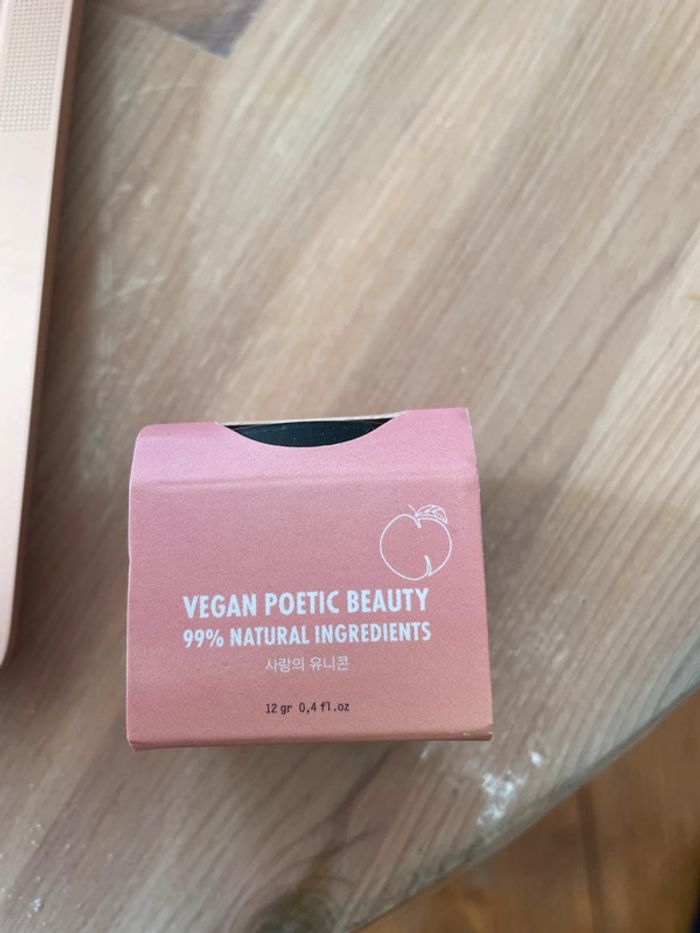 VEGAN POETIC BEAUTY
99% NATURAL INGREDIENTS
사랑의 유니콘
12 gr 0,4 fl.oz